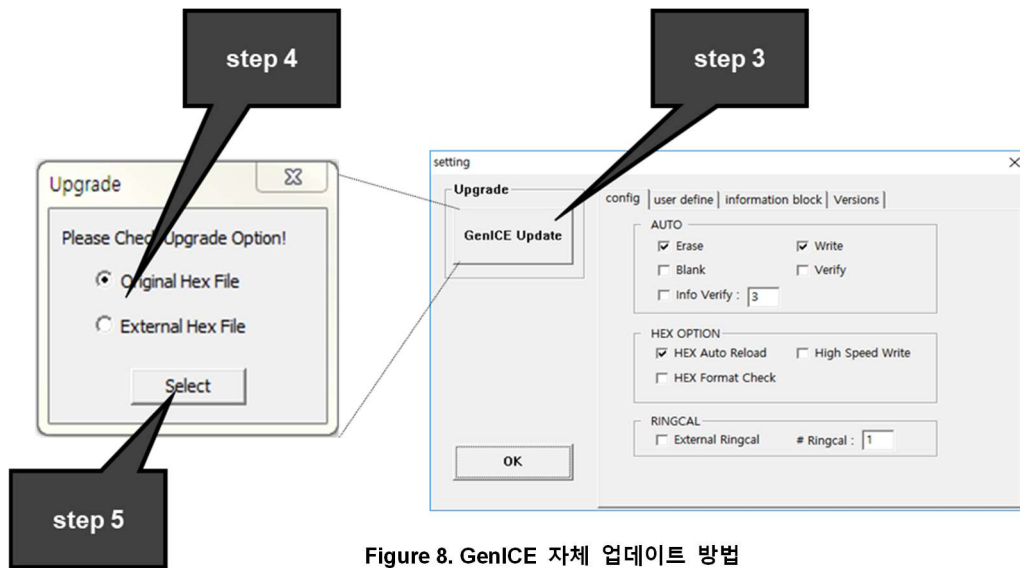 step 4
step 3
Upgrade
Please Check Upgrade Option!
Original Hex File
External Hex File
Select
step 5
setting
Upgrade
GenICE Update
OK
config user define information block Versions
AUTO
Erase Write
Blank Verify
Info Verify : 3
HEX OPTION
HEX Auto Reload High Speed Write
HEX Format Check
RINGCAL
External Ringcal # Ringcal : 1
Figure 8. GenICE 자체 업데이트 방법